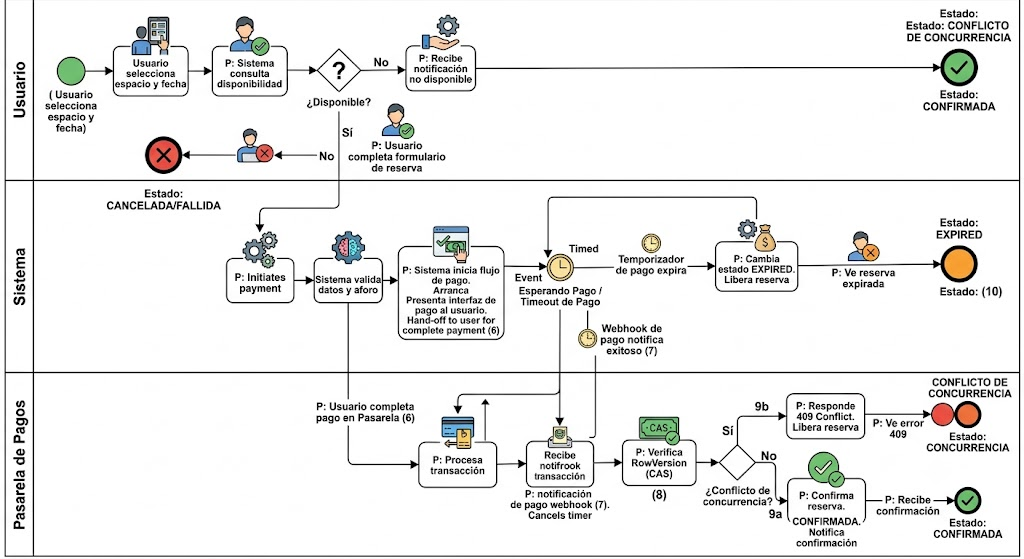 Usuario
( Usuario
selecciona
espacio y
fecha)
Usuario
selecciona
espacio y fecha
P: Sistema
consulta
disponibilidad
?
¿Disponible?
No
P: Recibe
notificación
no disponible
Estado:
Estado: CONFLICTO
DE CONCURRENCIA
Estado:
CONFIRMADA
Sí
P: Usuario
completa formulario
de reserva
No
Estado:
CANCELADA/FALLIDA
Sistema
P: Initiates
payment
Sistema valida
datos y aforo
P: Sistema inicia flujo
de pago.
Arranca
Presenta interfaz de
pago al usuario.
Hand-off to user for
complete payment (6)
Event
Timed
Esperando Pago /
Timeout de Pago
Temporizador
de pago expira
P: Cambia
estado EXPIRED.
Libera reserva
P: Ve reserva
expirada
Estado:
EXPIRED
Estado: (10)
Webhook de
pago notifica
exitoso (7)
Pasarela de Pagos
P: Usuario completa
pago en Pasarela (6)
P: Procesa
transacción
Recibe
notifrook
transacción
P: notificación
de pago webhook (7).
Cancels timer
CAS
P: Verifica
RowVersion
(CAS)
(8)
¿Conflicto de
concurrencia?
Sí
9b
P: Responde
409 Conflict.
Libera reserva
P: Ve error
409
CONFLICTO DE
CONCURRENCIA
Estado:
CONCURRENCIA
No
9a
P: Confirma
reserva.
CONFIRMADA.
Notifica
confirmación
P: Recibe
confirmación
Estado:
CONFIRMADA